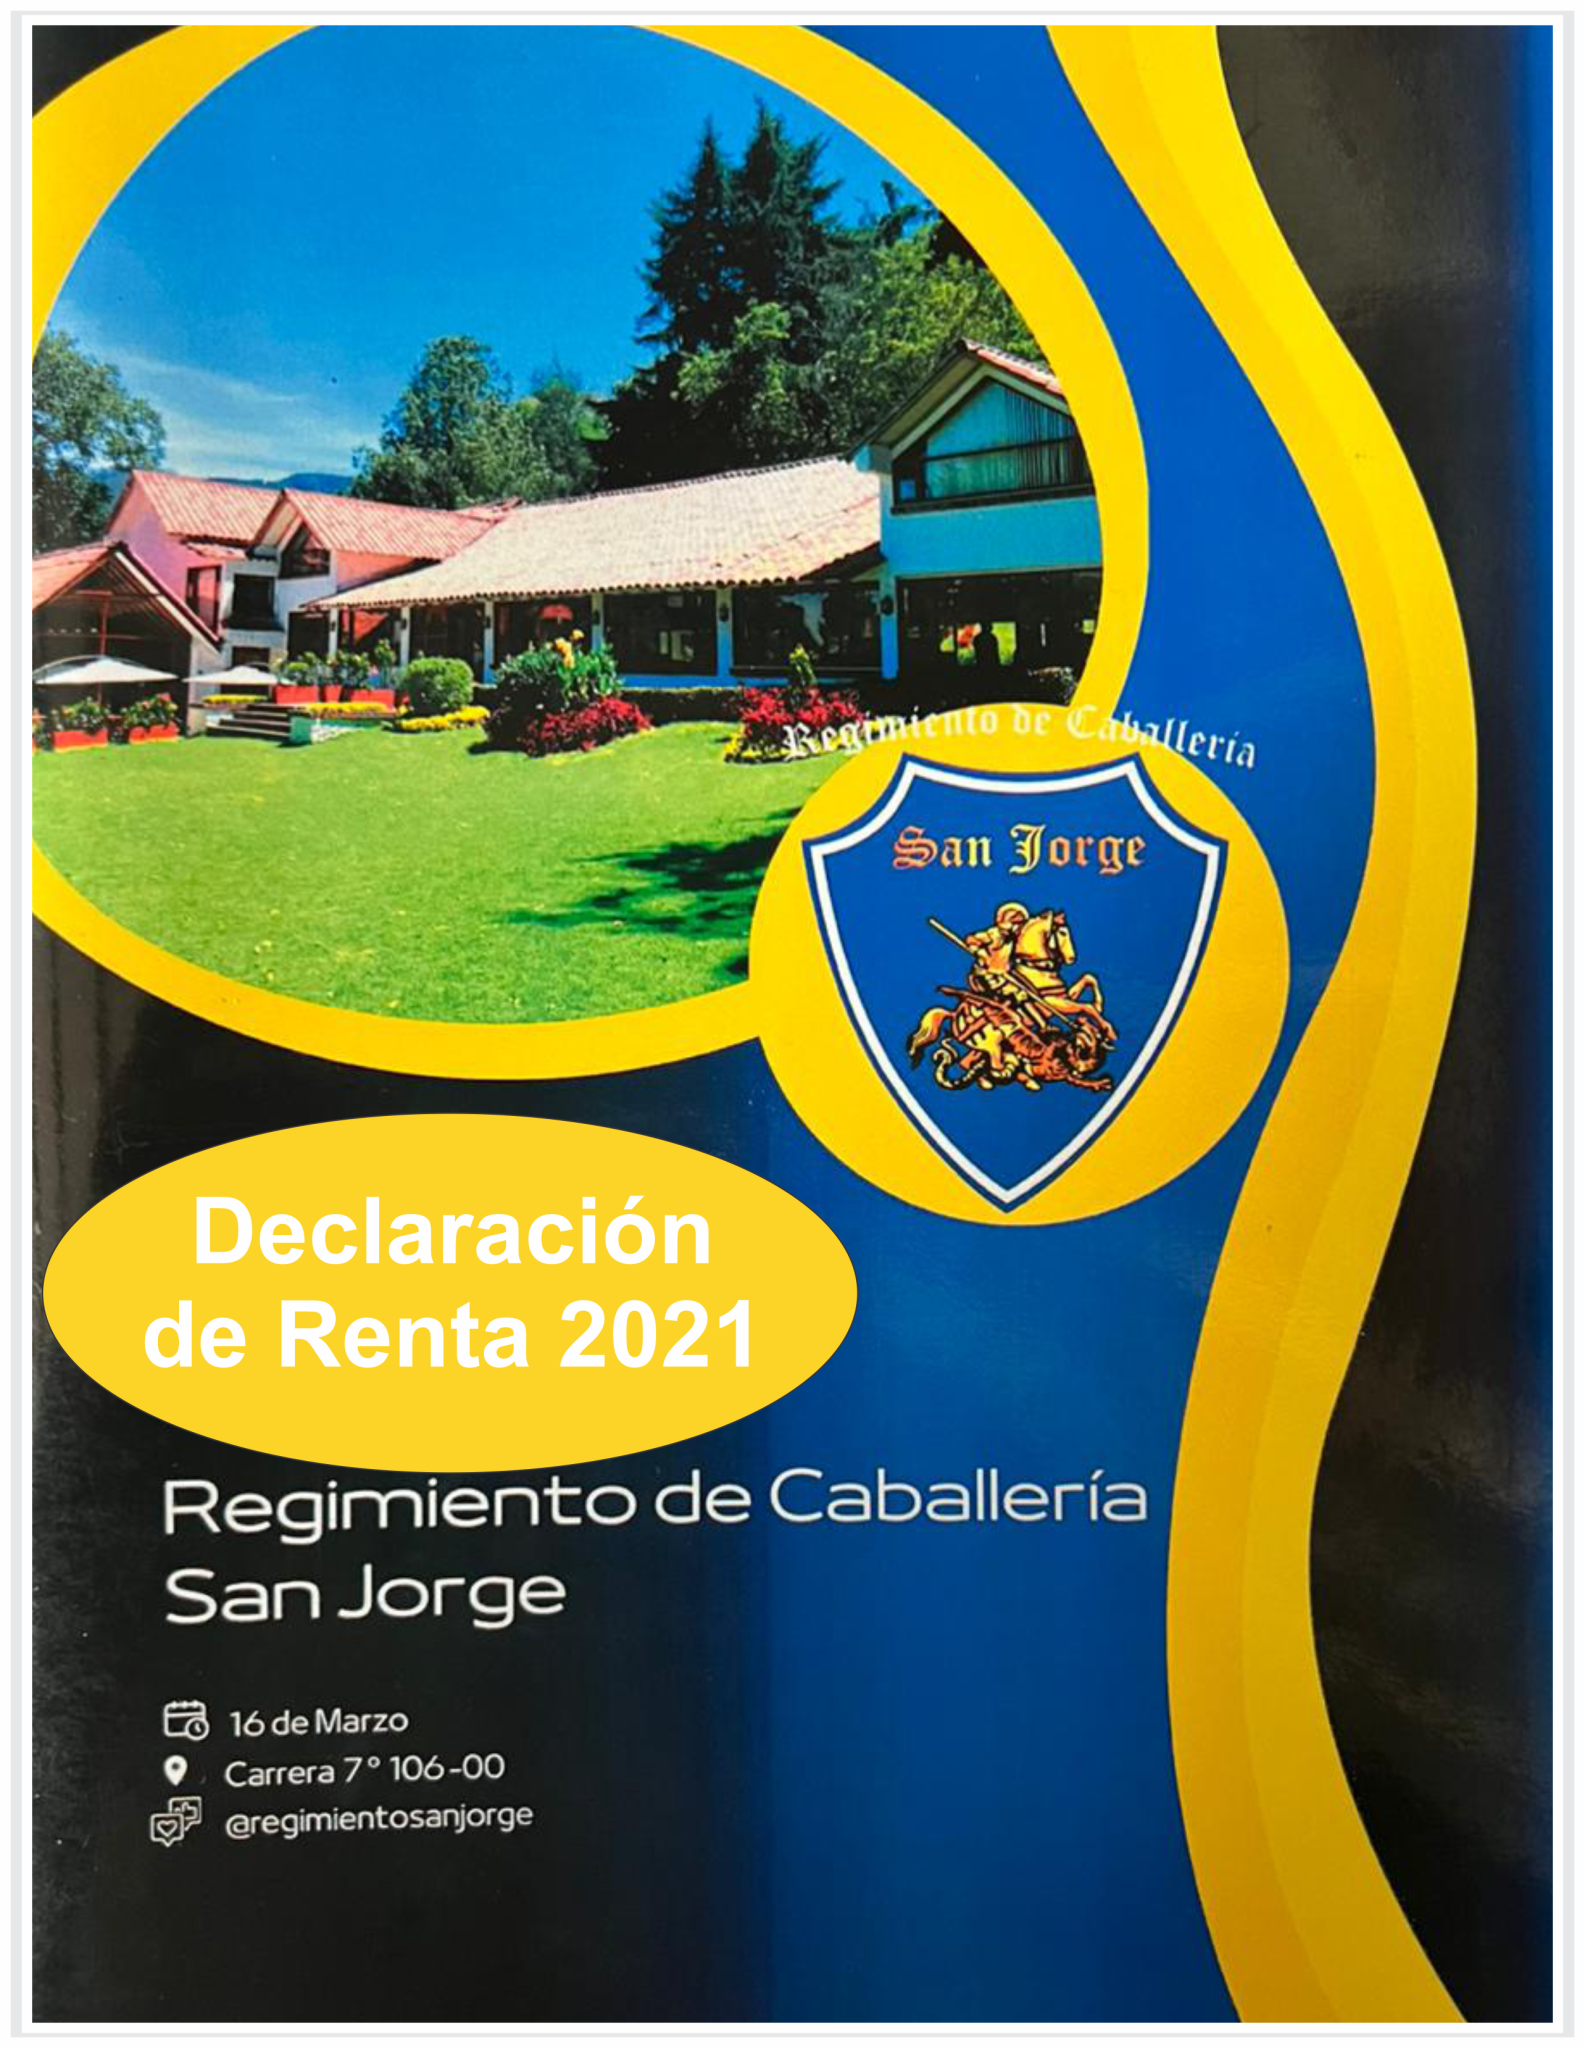 Regimiento de Caballería
San Jorge
Declaración
de Renta 2021
Regimiento de Caballería
San Jorge
16 de Marzo
Carrera 7° 106-00
@regimientosanjorge